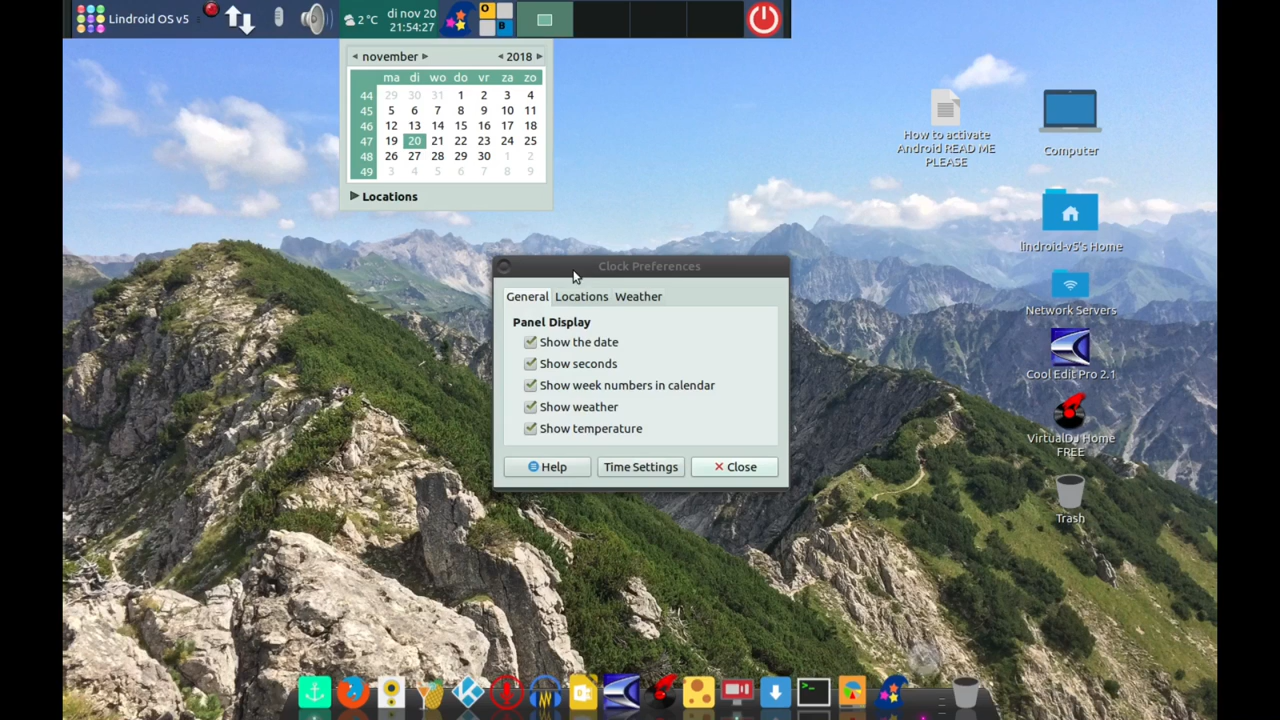 Lindroid OS v5
2 °C
di nov 20
21:54:27
O
B
november
2018
ma di wo do vr za zo
44 29 30 31 1 2 3 4
45 5 6 7 8 9 10 11
46 12 13 14 15 16 17 18
47 19 20 21 22 23 24 25
48 26 27 28 29 30 1 2
49 3 4 5 6 7 8 9
Locations
How to activate
Android READ ME
PLEASE
Computer
lindroid-v5's Home
Network Servers
Cool Edit Pro 2.1
VirtualDJ Home
FREE
Trash
Clock Preferences
General Locations Weather
Panel Display
Show the date
Show seconds
Show week numbers in calendar
Show weather
Show temperature
Help Time Settings Close